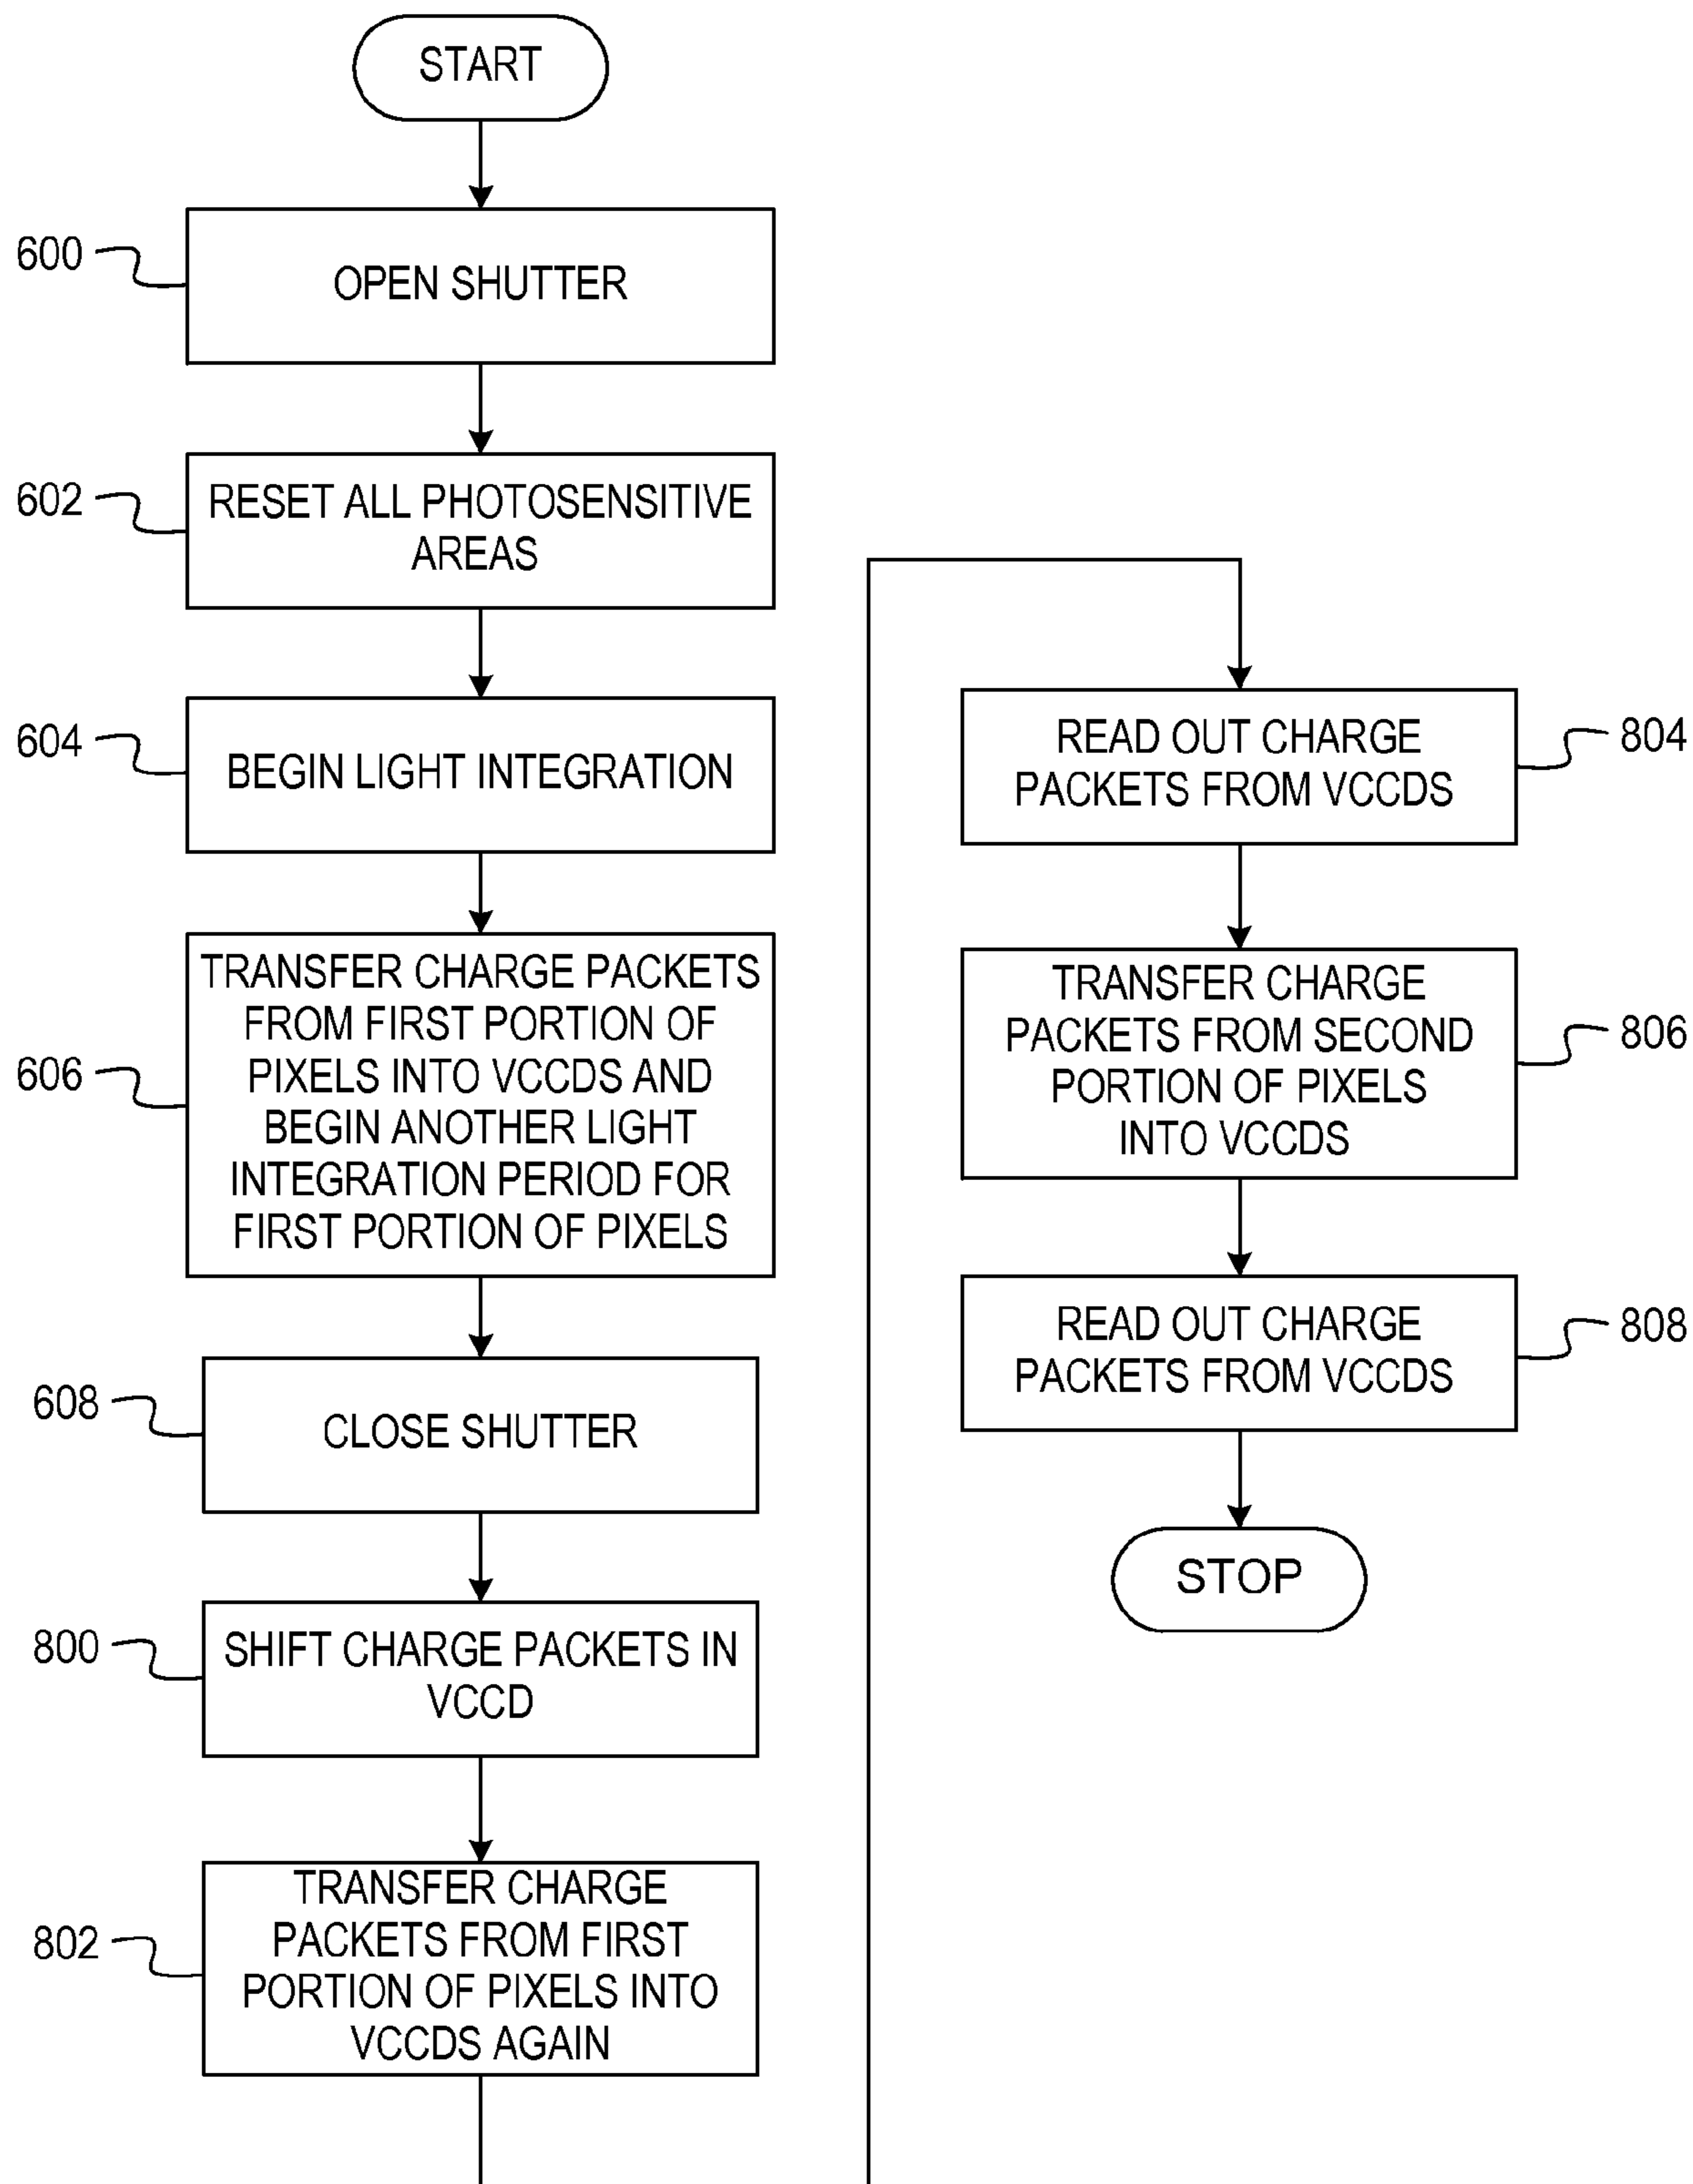 START
600
OPEN SHUTTER
602
RESET ALL PHOTOSENSITIVE
AREAS
604
BEGIN LIGHT INTEGRATION
606
TRANSFER CHARGE PACKETS
FROM FIRST PORTION OF
PIXELS INTO VCCDS AND
BEGIN ANOTHER LIGHT
INTEGRATION PERIOD FOR
FIRST PORTION OF PIXELS
608
CLOSE SHUTTER
800
SHIFT CHARGE PACKETS IN
VCCD
802
TRANSFER CHARGE
PACKETS FROM FIRST
PORTION OF PIXELS INTO
VCCDS AGAIN
READ OUT CHARGE
PACKETS FROM VCCDS
804
TRANSFER CHARGE
PACKETS FROM SECOND
PORTION OF PIXELS
INTO VCCDS
806
READ OUT CHARGE
PACKETS FROM VCCDS
808
STOP